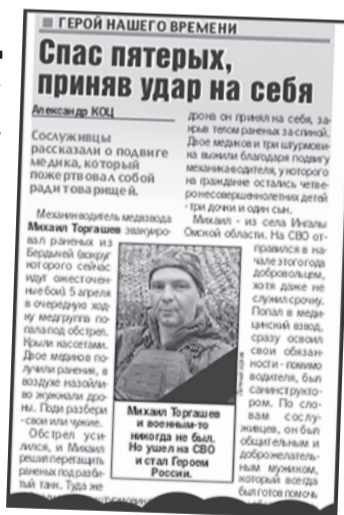 ГЕРОЙ НАШЕГО ВРЕМЕНИ
Спас пятерых,
приняв удар на себя
Александр КОЦ
Сослуживцы
рассказали о подвиге
медика, который
пожертвовал собой
ради товарищей.
Механик-водитель медвзвода
Михаил Торгашев эвакуиро-
вал раненых из
Бердычей (вокруг
которого сейчас
идут ожесточен-
ные бои). 5 апреля
в очередную ход-
ку медгруппа по-
пала под обстрел.
Крыли кассетами.
Двое медиков по-
лучили ранения, в
воздухе назойли-
во жужжали дро-
ны. Поди разбери
- свои или чужие.
Обстрел уси-
лился, и Михаил
решил перетащить
раненых под разби-
тый танк. Туда же
штурмовики
Михаил Торгашев
и военным-то
никогда не был.
Но ушел на СВО
и стал Героем
России.
дрона он принял на себя, за-
крыв телом раненых за спиной.
Двое медиков и три штурмови-
ка выжили благодаря подвигу
механика-водителя, у которого
на гражданке остались четве-
ро несовершеннолетних детей
- три дочки и один сын.
Михаил - из села Ингалы
Омской области. На СВО от-
правился в на-
чале этого года
добровольцем,
хотя даже не
служил срочку.
Попал в меди-
цинский взвод,
сразу освоил
свои обязан-
ности - помимо
водителя, был
санинструкто-
ром. По сло-
вам сослу-
живцев, он был
общительным и
доброжелатель-
ным мужиком,
который всегда
был готов помочь